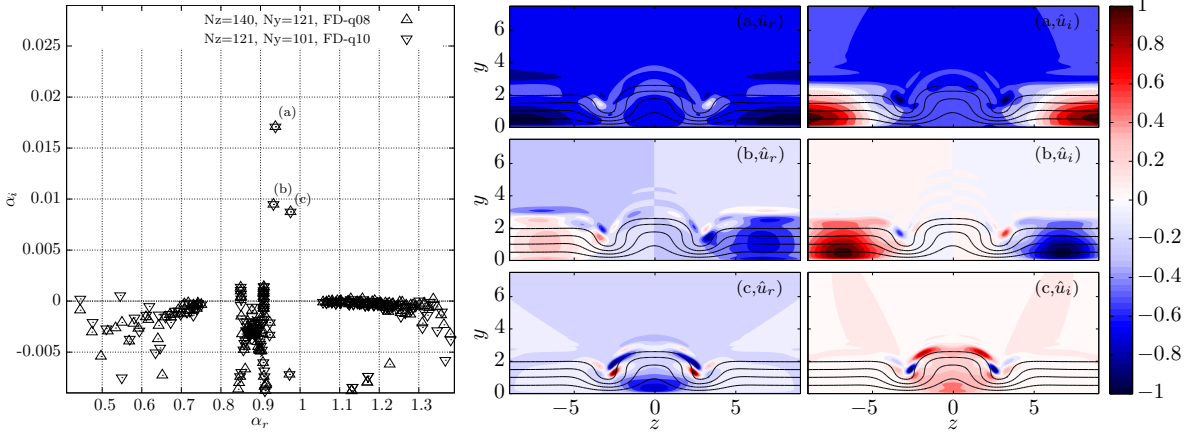 Nz=140, Ny=121, FD-q08
Nz=121, Ny=101, FD-q10
0.025
0.02
0.015
0.01
0.005
0
-0.005
α_i
(a)
(b)
(c)
0.5 0.6 0.7 0.8 0.9 1 1.1 1.2 1.3
α_r
(a,û_r)
(a,û_i)
y
7.5
5
2.5
0
(b,û_r)
(b,û_i)
y
6
4
2
0
(c,û_r)
(c,û_i)
y
6
4
2
0
−5 0 5
−5 0 5
z
z
1
0.8
0.6
0.4
0.2
0
−0.2
−0.4
−0.6
−0.8
−1